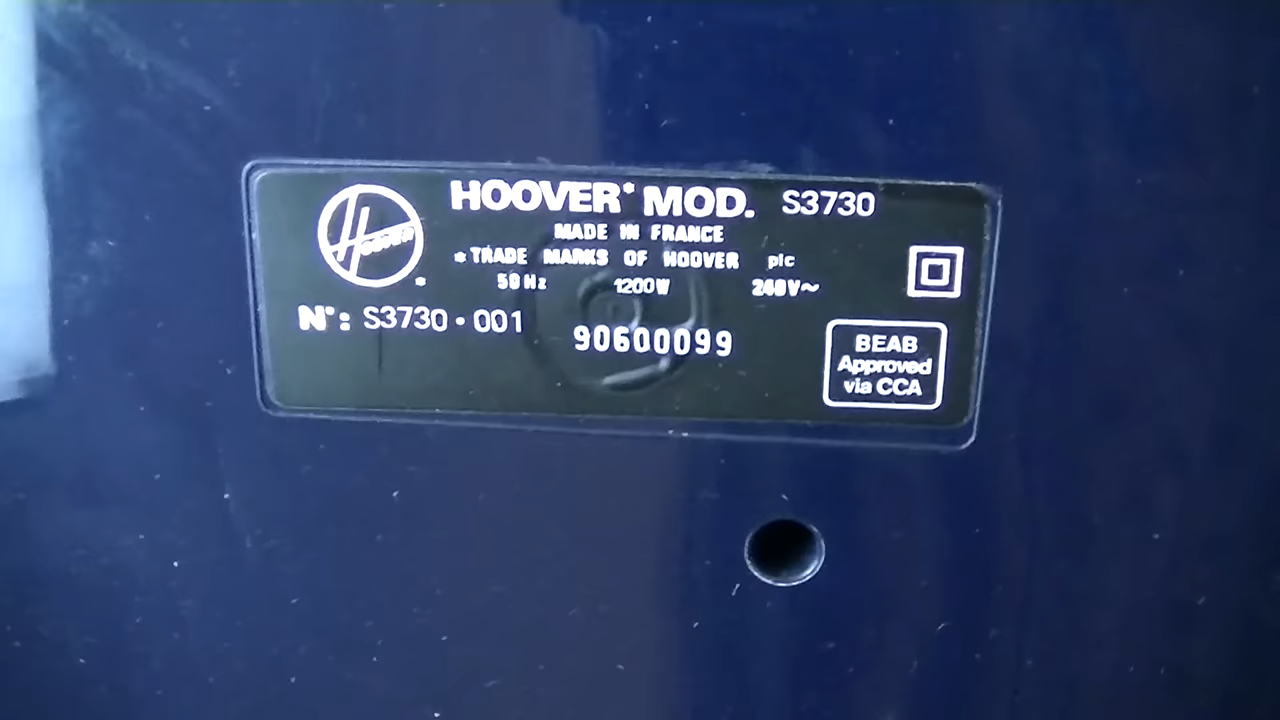 Hoover
HOOVER* MOD. S3730
MADE IN FRANCE
* TRADE MARKS OF HOOVER plc
50Hz 1200W 240V~
*
N°: S3730·001
90600099
BEAB
Approved
via CCA